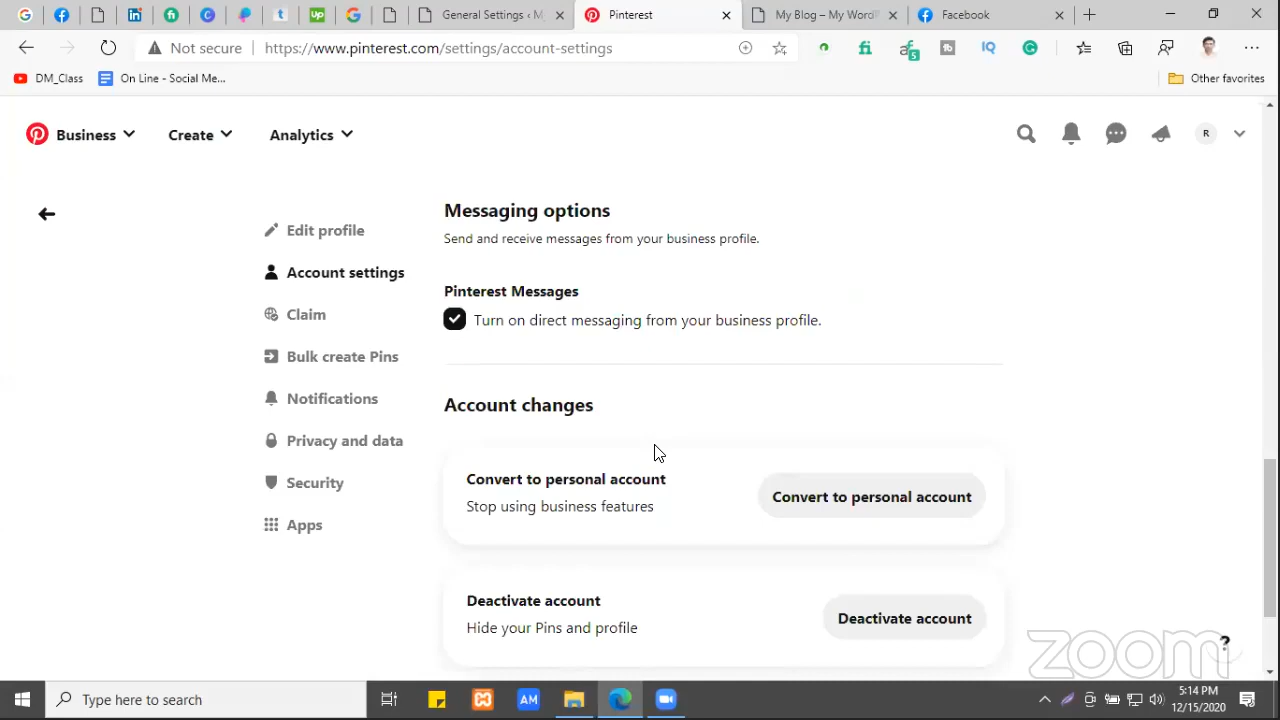 General Settings ‹ M
Pinterest
My Blog – My Word
Facebook
Not secure
https://www.pinterest.com/settings/account-settings
5
IQ
DM_Class
On Line - Social Me...
Other favorites
Business
Create
Analytics
R
Edit profile
Account settings
Claim
Bulk create Pins
Notifications
Privacy and data
Security
Apps
Messaging options
Send and receive messages from your business profile.
Pinterest Messages
Turn on direct messaging from your business profile.
Account changes
Convert to personal account
Stop using business features
Convert to personal account
Deactivate account
Hide your Pins and profile
Deactivate account
zoom
?
Type here to search
AM
5:14 PM
12/15/2020